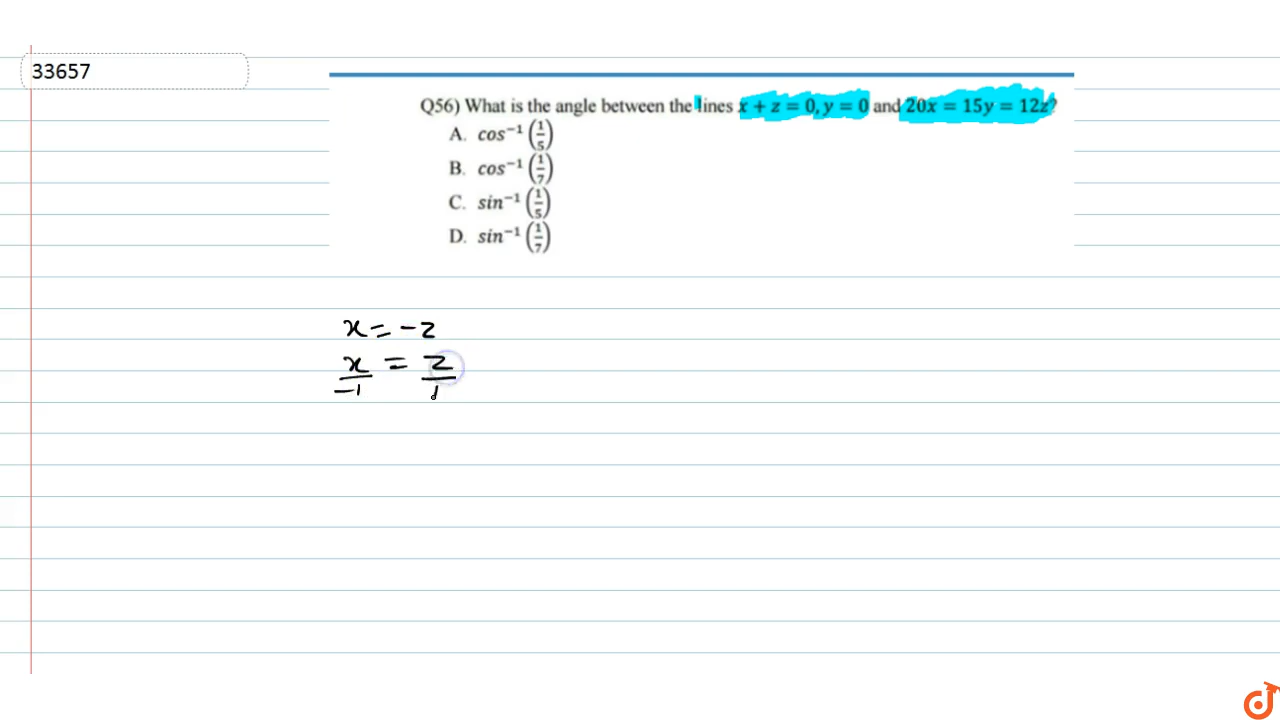 33657
Q56) What is the angle between the lines x + z = 0, y = 0 and 20x = 15y = 12z?
A. cos⁻¹ (1/5)
B. cos⁻¹ (1/7)
C. sin⁻¹ (1/5)
D. sin⁻¹ (1/7)
x = -z
x/-1 = z/1